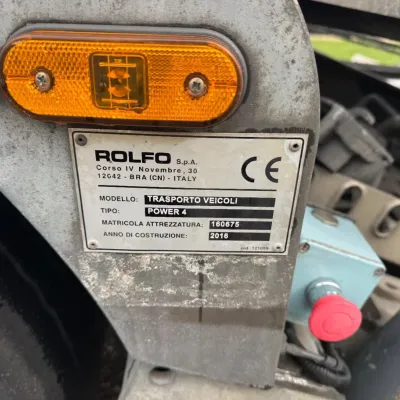 ROLFO S.p.A.
Corso IV Novembre, 30
12042 - BRA (CN) - ITALY
CE
MODELLO: TRASPORTO VEICOLI
TIPO: POWER 4
MATRICOLA ATTREZZATURA: 160675
ANNO DI COSTRUZIONE: 2016